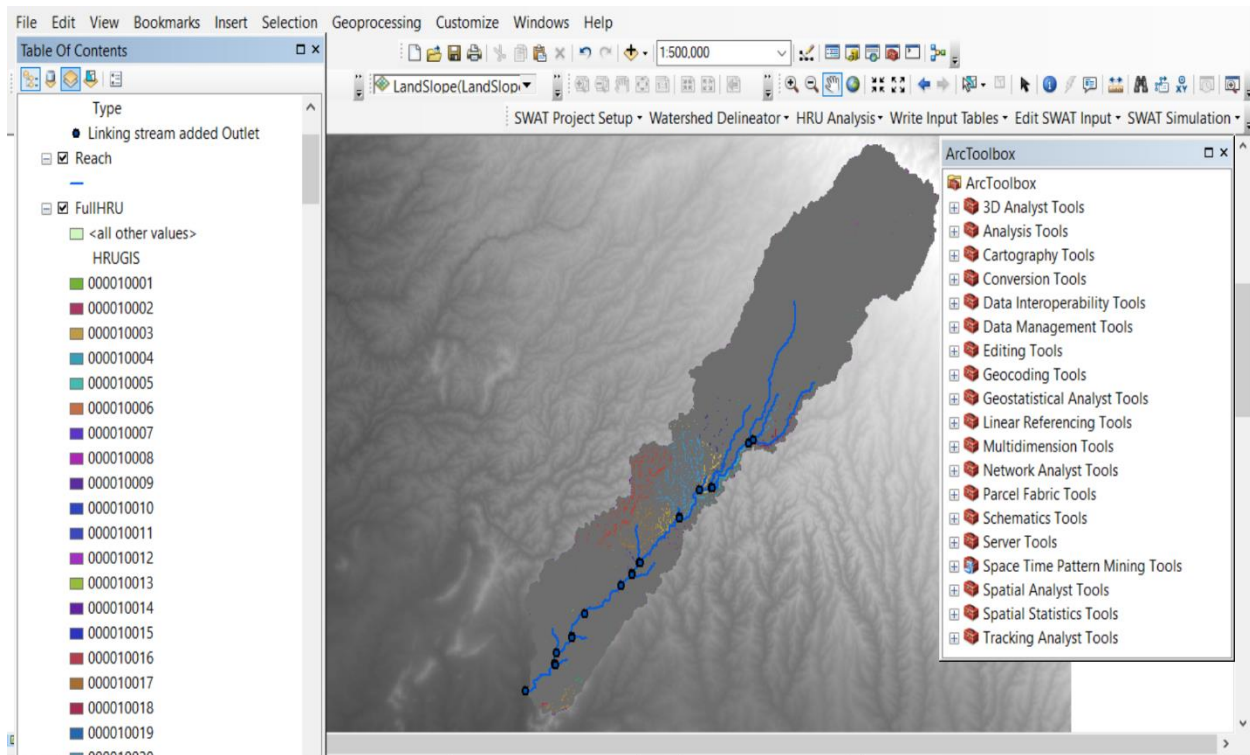 File Edit View Bookmarks Insert Selection Geoprocessing Customize Windows Help
Table Of Contents
1:500,000
LandSlope(LandSlop
SWAT Project Setup Watershed Delineator HRU Analysis Write Input Tables Edit SWAT Input SWAT Simulation
Type
Linking stream added Outlet
Reach
FullHRU
<all other values>
HRUGIS
000010001
000010002
000010003
000010004
000010005
000010006
000010007
000010008
000010009
000010010
000010011
000010012
000010013
000010014
000010015
000010016
000010017
000010018
000010019
ArcToolbox
ArcToolbox
3D Analyst Tools
Analysis Tools
Cartography Tools
Conversion Tools
Data Interoperability Tools
Data Management Tools
Editing Tools
Geocoding Tools
Geostatistical Analyst Tools
Linear Referencing Tools
Multidimension Tools
Network Analyst Tools
Parcel Fabric Tools
Schematics Tools
Server Tools
Space Time Pattern Mining Tools
Spatial Analyst Tools
Spatial Statistics Tools
Tracking Analyst Tools